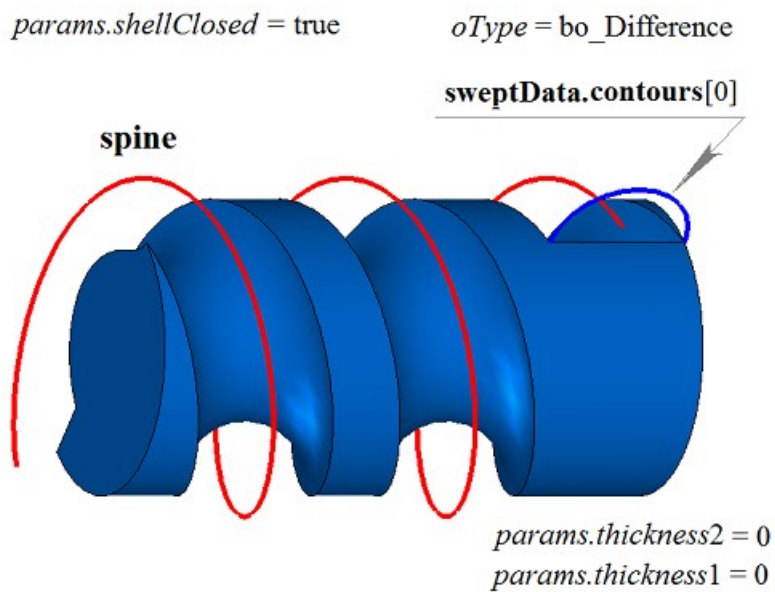 params.shellClosed = true
oType = bo_Difference
sweptData.contours[0]
spine
params.thickness2 = 0
params.thickness1 = 0